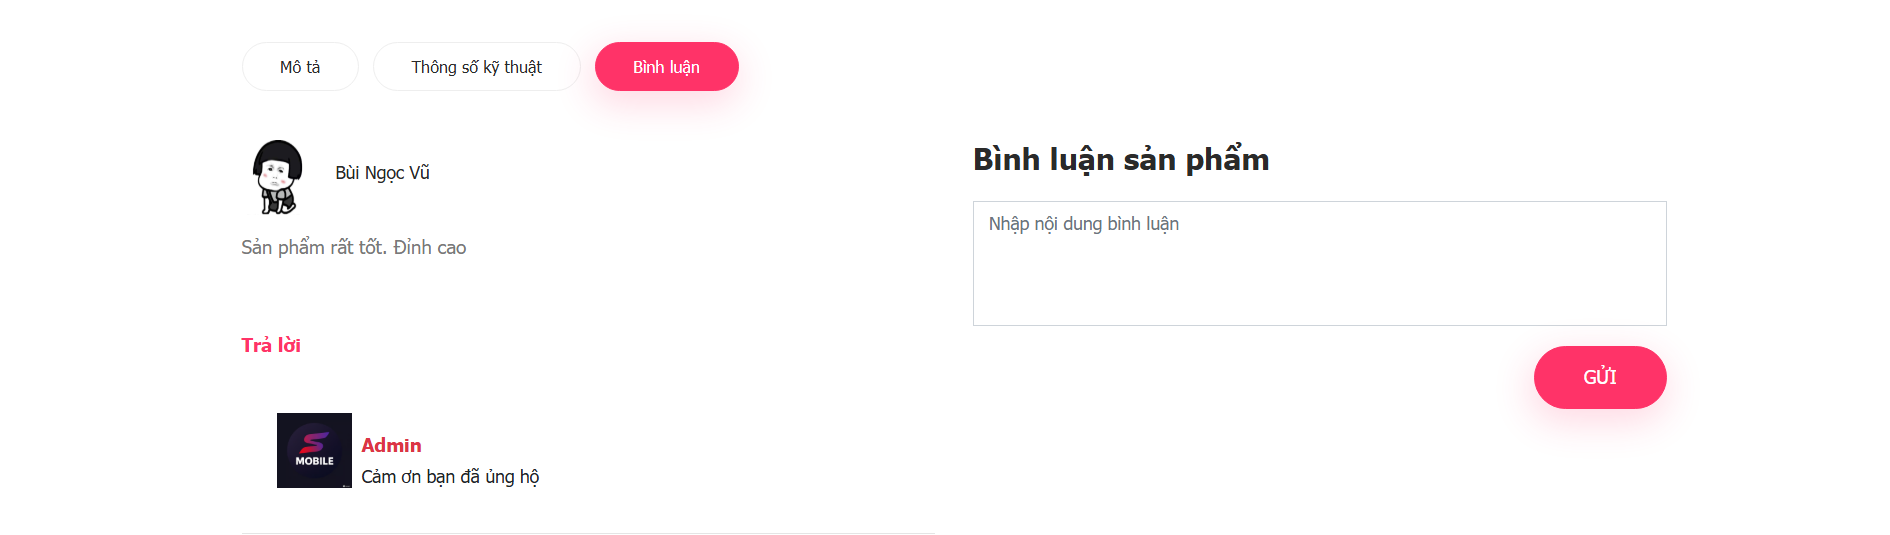 Mô tả
Thông số kỹ thuật
Bình luận
Bùi Ngọc Vũ
Sản phẩm rất tốt. Đỉnh cao
Trả lời
S
MOBILE
Admin
Cảm ơn bạn đã ủng hộ
Bình luận sản phẩm
Nhập nội dung bình luận
GỬI